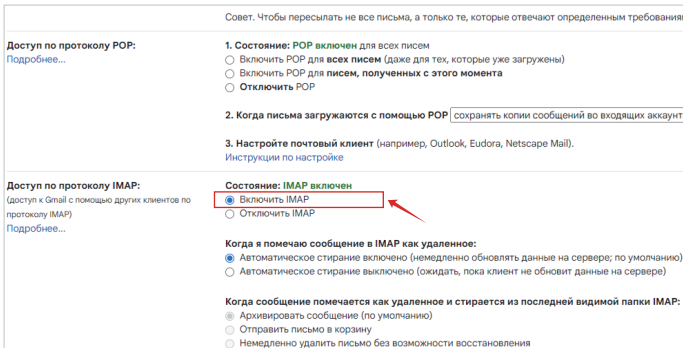 Совет. Чтобы пересылать не все письма, а только те, которые отвечают определенным требования
Доступ по протоколу POP:
Подробнее...
1. Состояние: POP включен для всех писем
Включить POP для всех писем (даже для тех, которые уже загружены)
Включить POP для писем, полученных с этого момента
Отключить POP
2. Когда письма загружаются с помощью POP сохранять копии сообщений во входящих аккаунт
3. Настройте почтовый клиент (например, Outlook, Eudora, Netscape Mail).
Инструкции по настройке
Доступ по протоколу IMAP:
(доступ к Gmail с помощью других клиентов по
протоколу IMAP)
Подробнее...
Состояние: IMAP включен
Включить IMAP
Отключить IMAP
Когда я помечаю сообщение в IMAP как удаленное:
Автоматическое стирание включено (немедленно обновлять данные на сервере; по умолчанию)
Автоматическое стирание выключено (ожидать, пока клиент не обновит данные на сервере)
Когда сообщение помечается как удаленное и стирается из последней видимой папки IMAP:
Архивировать сообщение (по умолчанию)
Отправить письмо в корзину
Немедленно удалить письмо без возможности восстановления